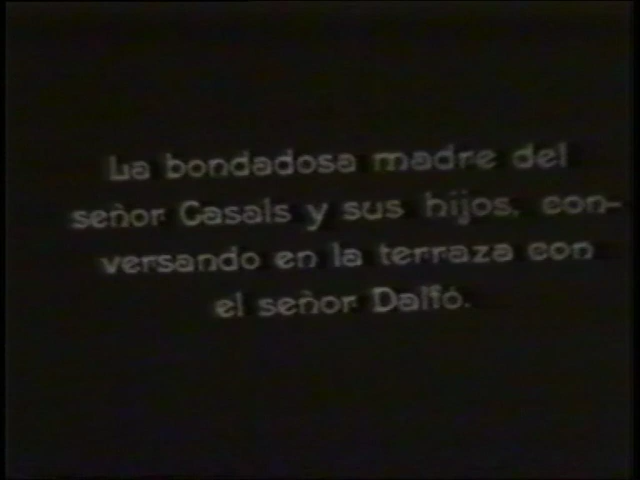 La bondadosa madre del
señor Casals y sus hijos, con-
versando en la terraza con
el señor Dalfó.